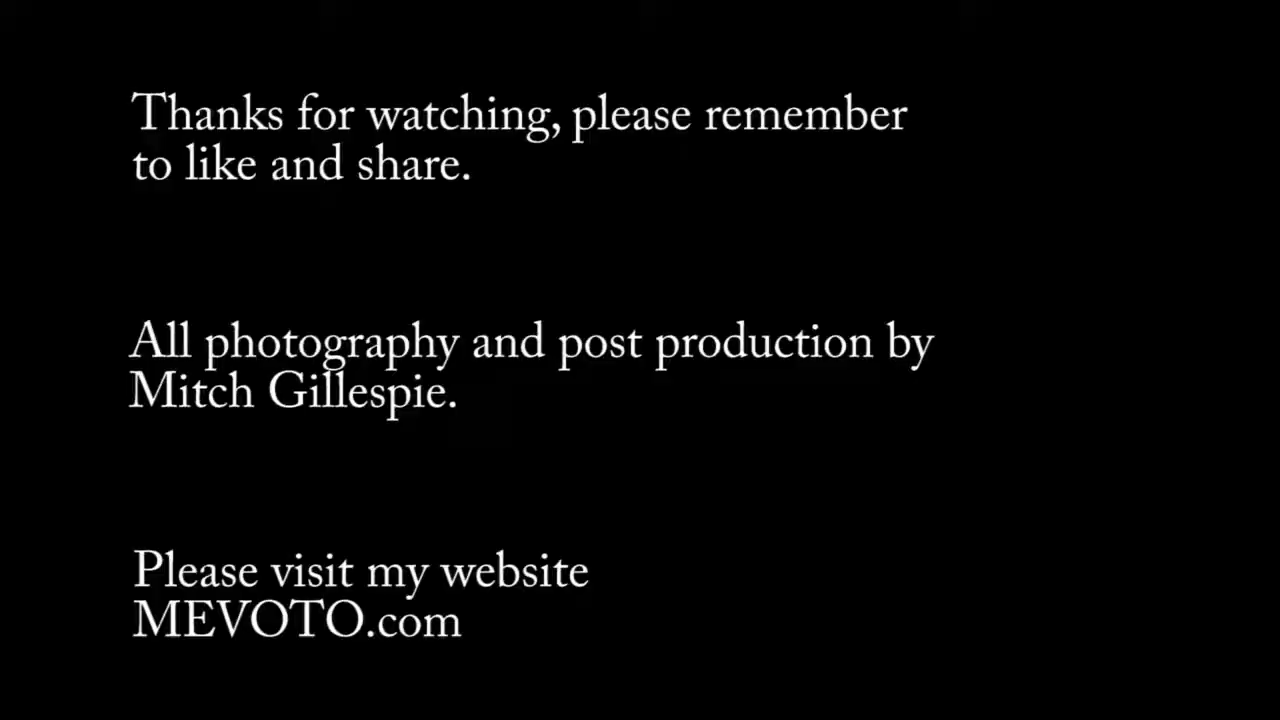 Thanks for watching, please remember
to like and share.
All photography and post production by
Mitch Gillespie.
Please visit my website
MEVOTO.com